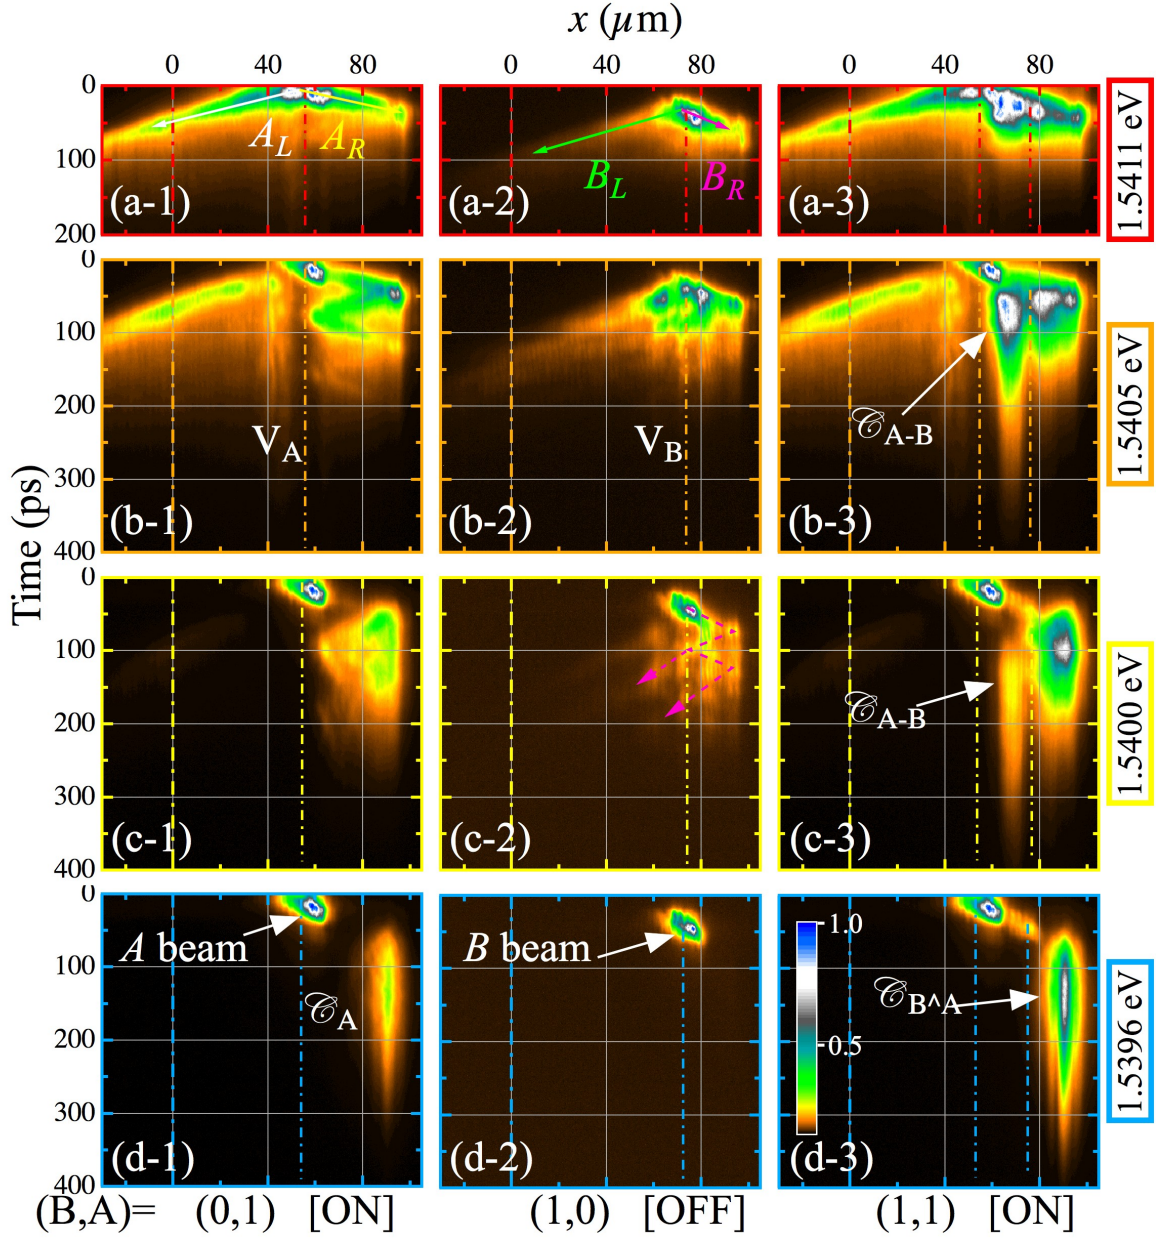 x (μm)
0 40 80 0 40 80 0 40 80
0
100
200
A_L A_R
(a-1)
B_L B_R
(a-2)
(a-3)
1.5411 eV
0
100
200
300
400
V_A
(b-1)
V_B
(b-2)
𝒞_A-B
(b-3)
1.5405 eV
Time (ps)
0
100
200
300
400
(c-1)
(c-2)
𝒞_A-B
(c-3)
1.5400 eV
0
100
200
300
400
A beam
𝒞_A
(d-1)
B beam
(d-2)
1.0
0.5
𝒞_B^A
(d-3)
1.5396 eV
(B,A)= (0,1) [ON] (1,0) [OFF] (1,1) [ON]